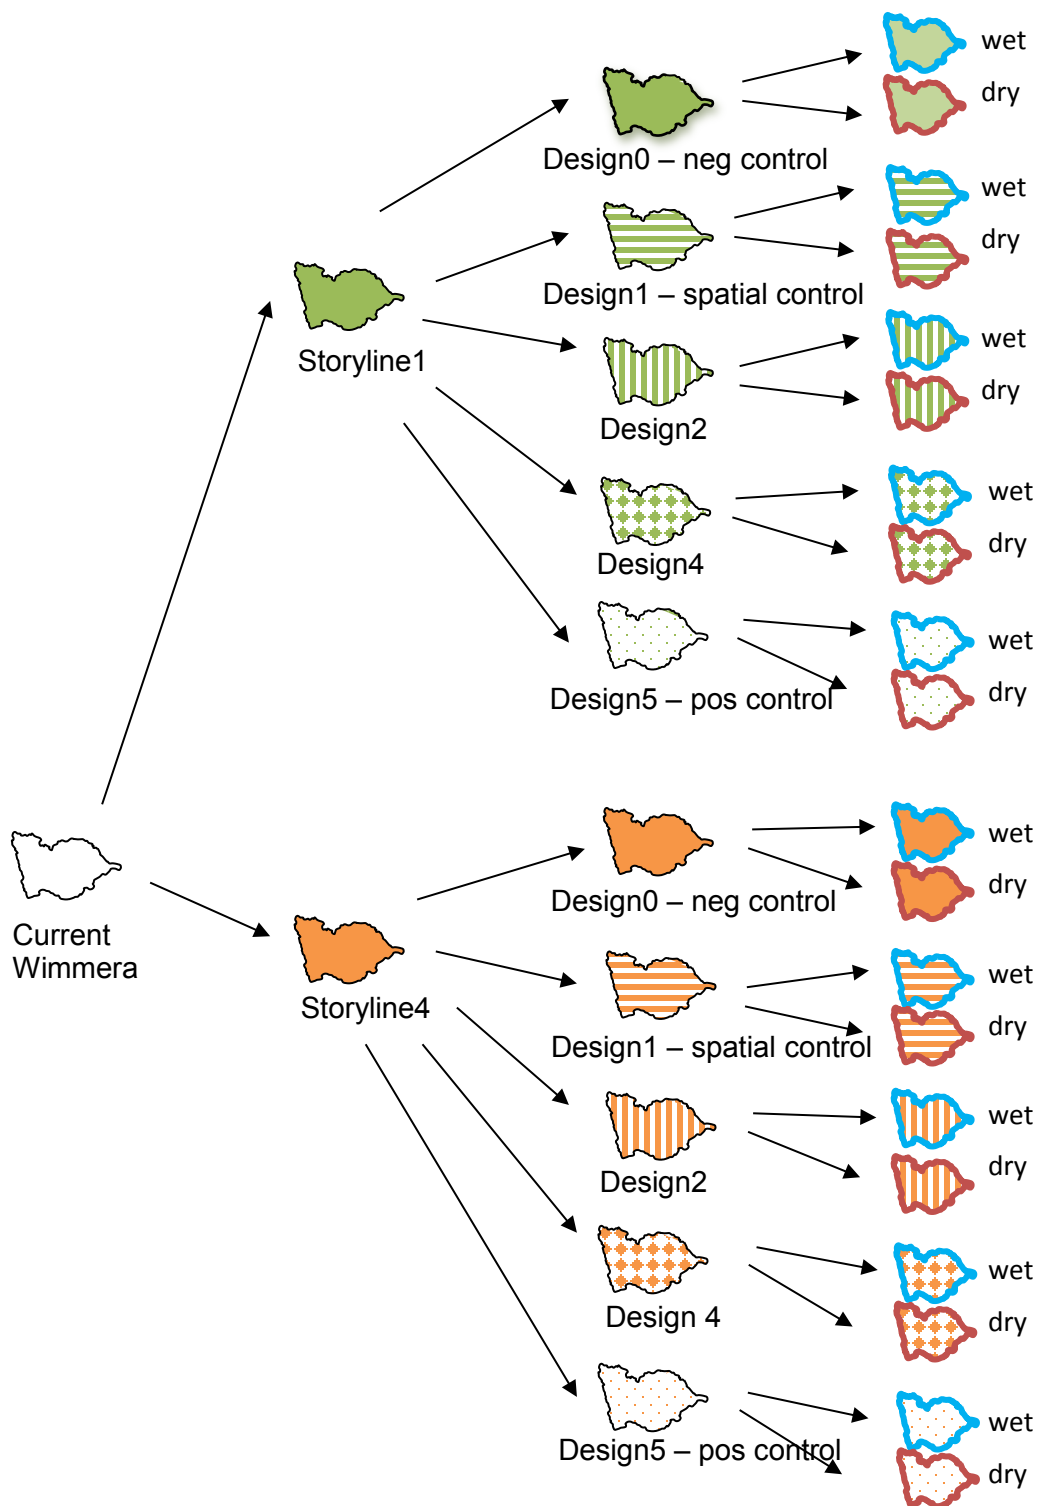 wet
dry
Design0 – neg control
wet
dry
Design1 – spatial control
Storyline1
wet
dry
Design2
wet
dry
Design4
wet
dry
Design5 – pos control
wet
dry
Design0 – neg control
Current
Wimmera
wet
dry
Storyline4
Design1 – spatial control
wet
dry
Design2
wet
dry
Design 4
wet
dry
Design5 – pos control